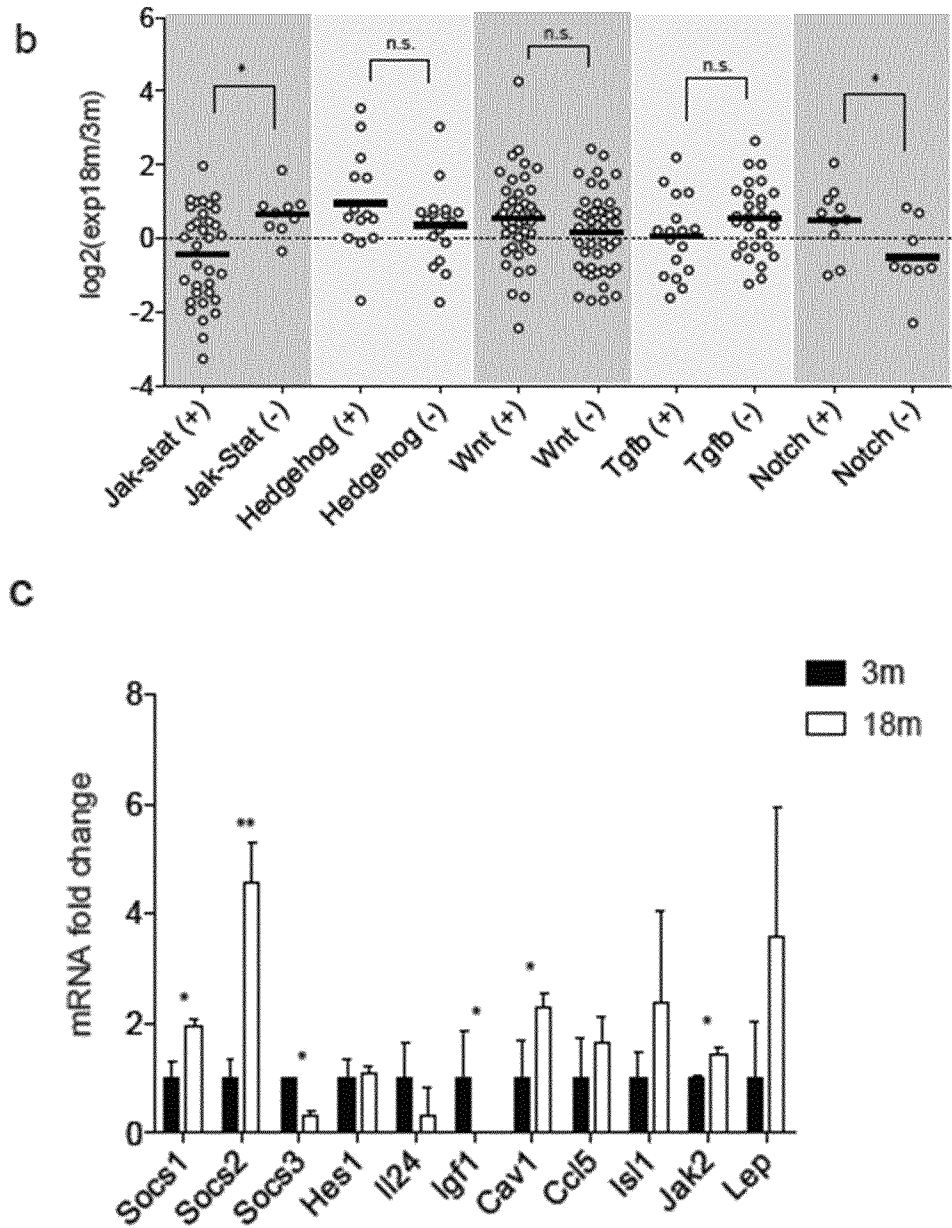 b
log2(exp18m/3m)
6
4
2
0
-2
-4
*
n.s.
n.s.
n.s.
*
Jak-stat (+)
Jak-Stat (-)
Hedgehog (+)
Hedgehog (-)
Wnt (+)
Wnt (-)
Tgfb (+)
Tgfb (-)
Notch (+)
Notch (-)
c
3m
18m
mRNA fold change
8
6
4
2
0
*
**
*
*
*
*
Socs1
Socs2
Socs3
Hes1
Il24
Igf1
Cav1
Ccl5
Isl1
Jak2
Lep